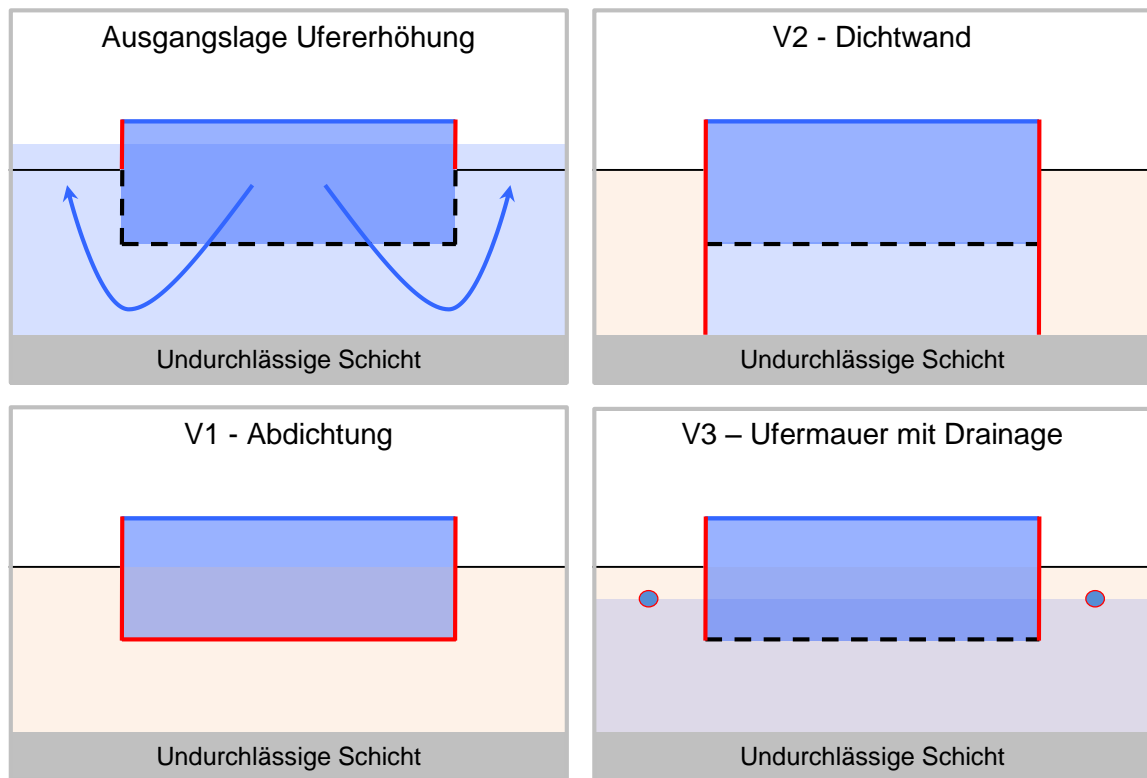 Ausgangslage Ufererhöhung
Undurchlässige Schicht
V2 - Dichtwand
Undurchlässige Schicht
V1 - Abdichtung
Undurchlässige Schicht
V3 – Ufermauer mit Drainage
Undurchlässige Schicht